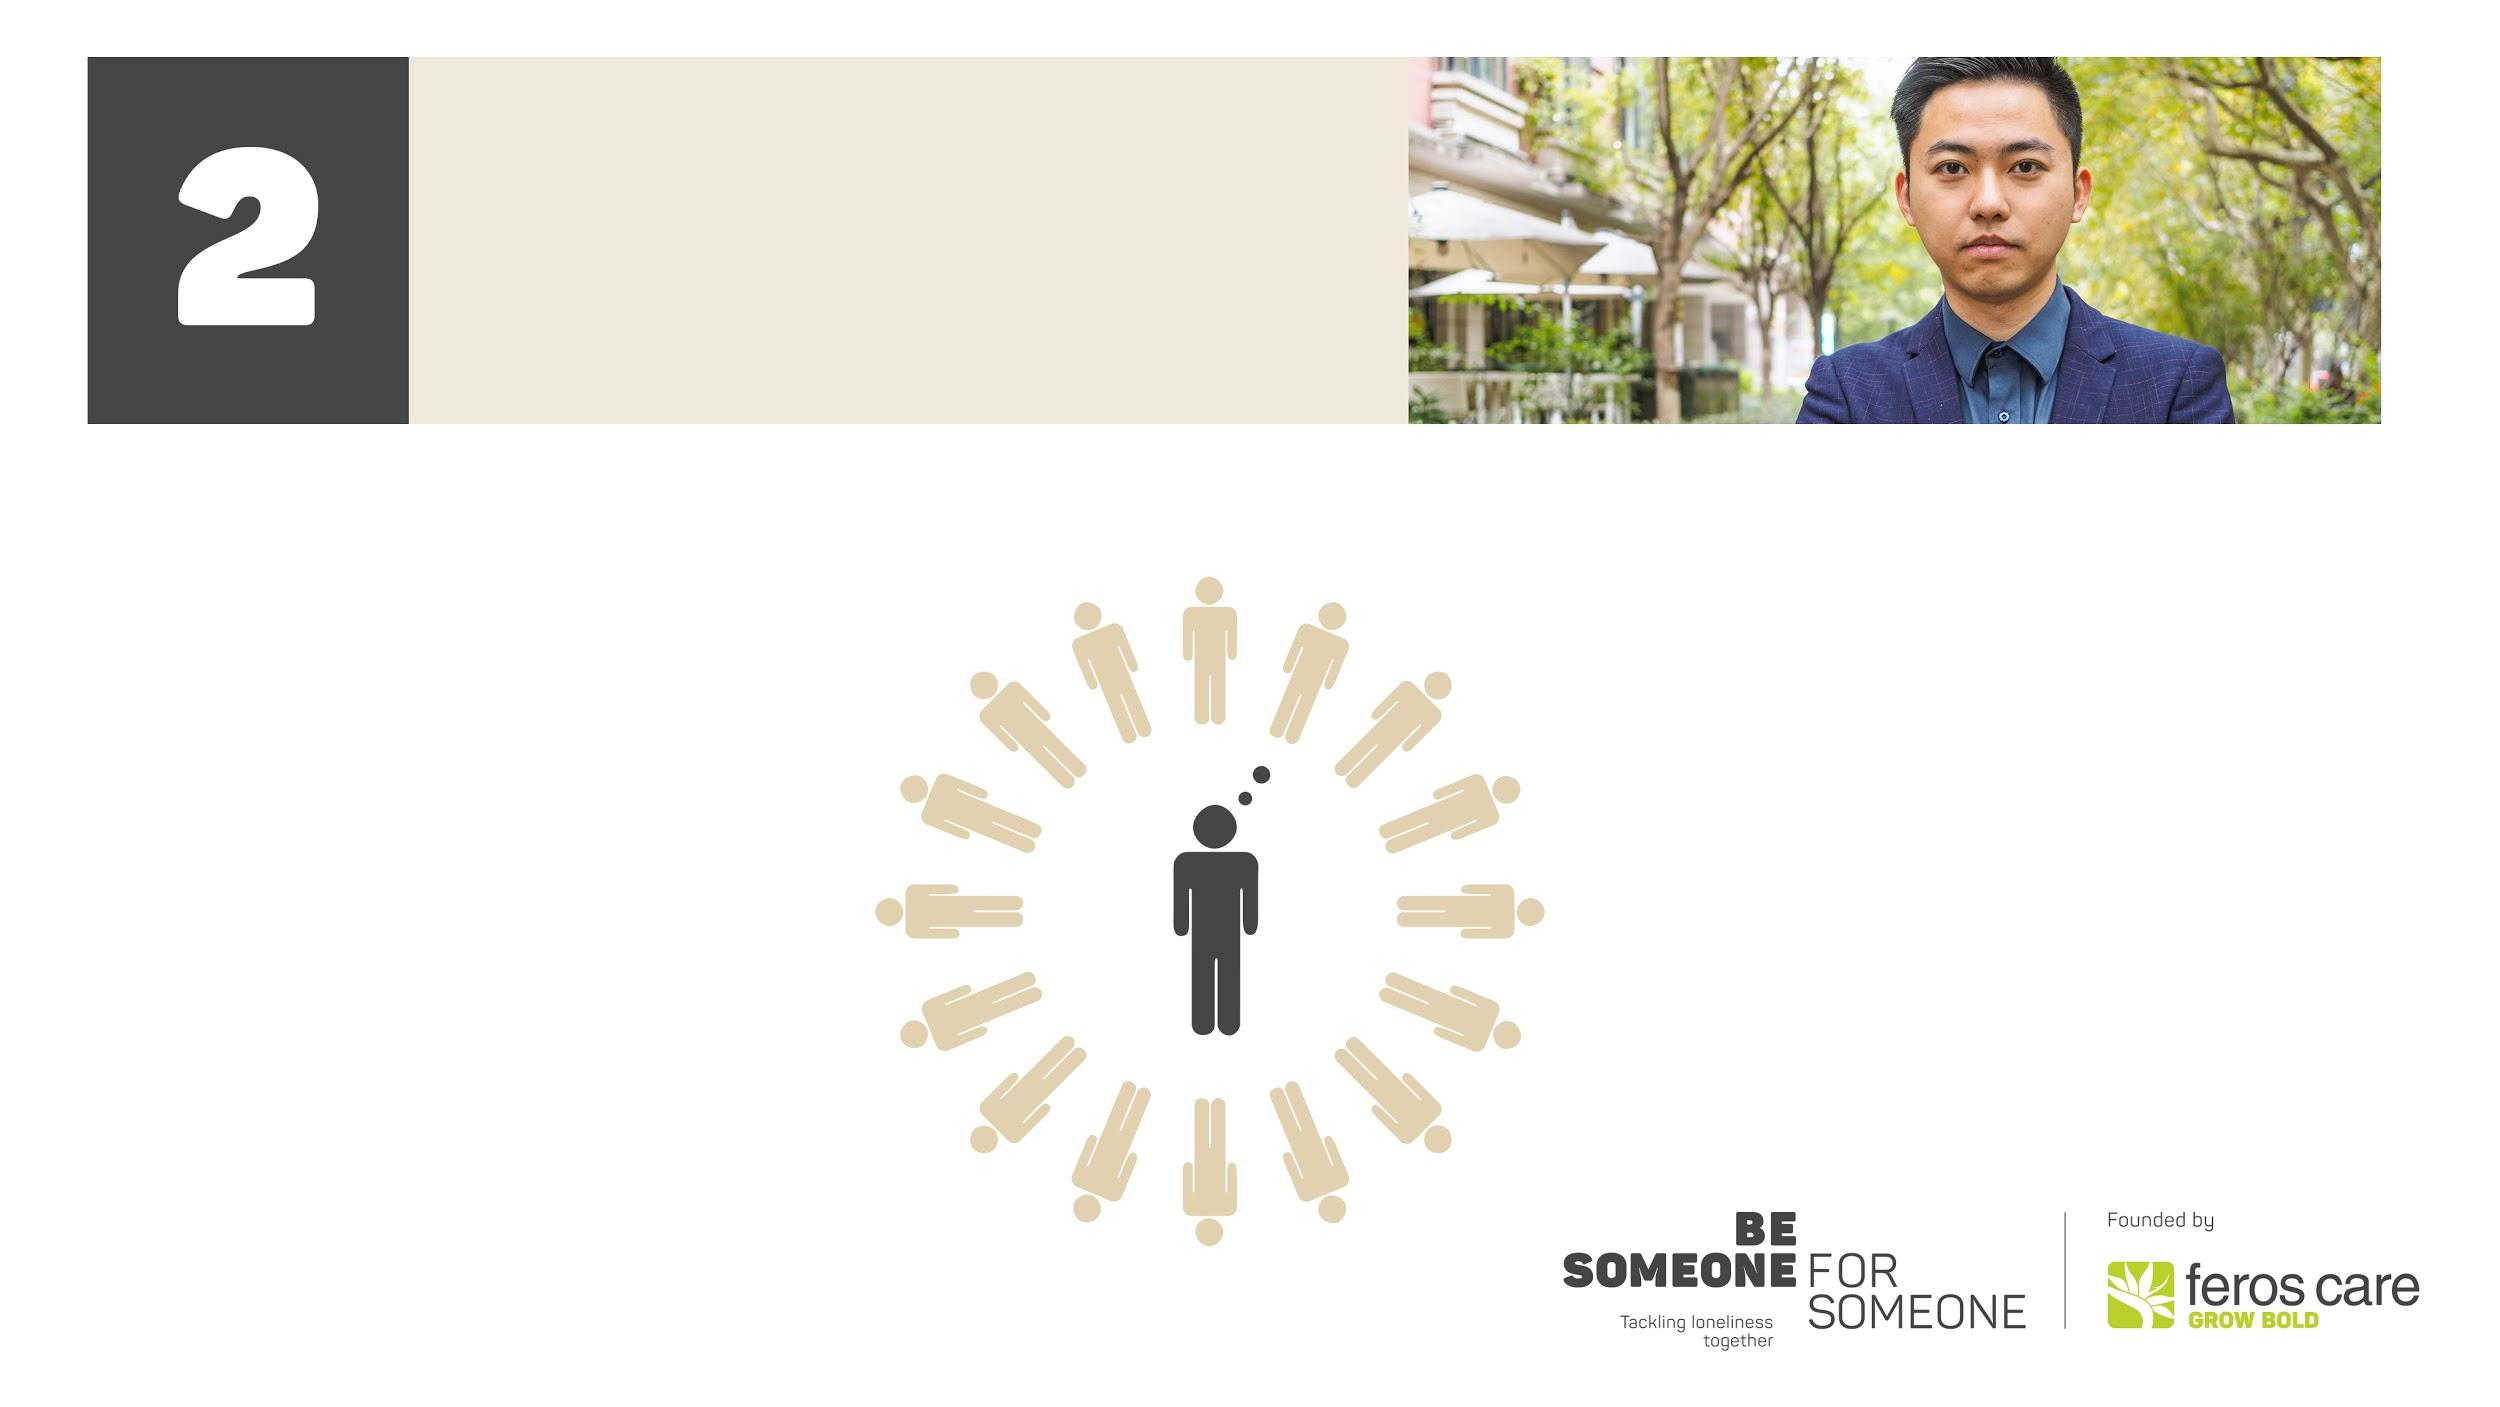 2
BE
SOMEONE FOR
SOMEONE
Tackling loneliness
together
Founded by
feros care
GROW BOLD